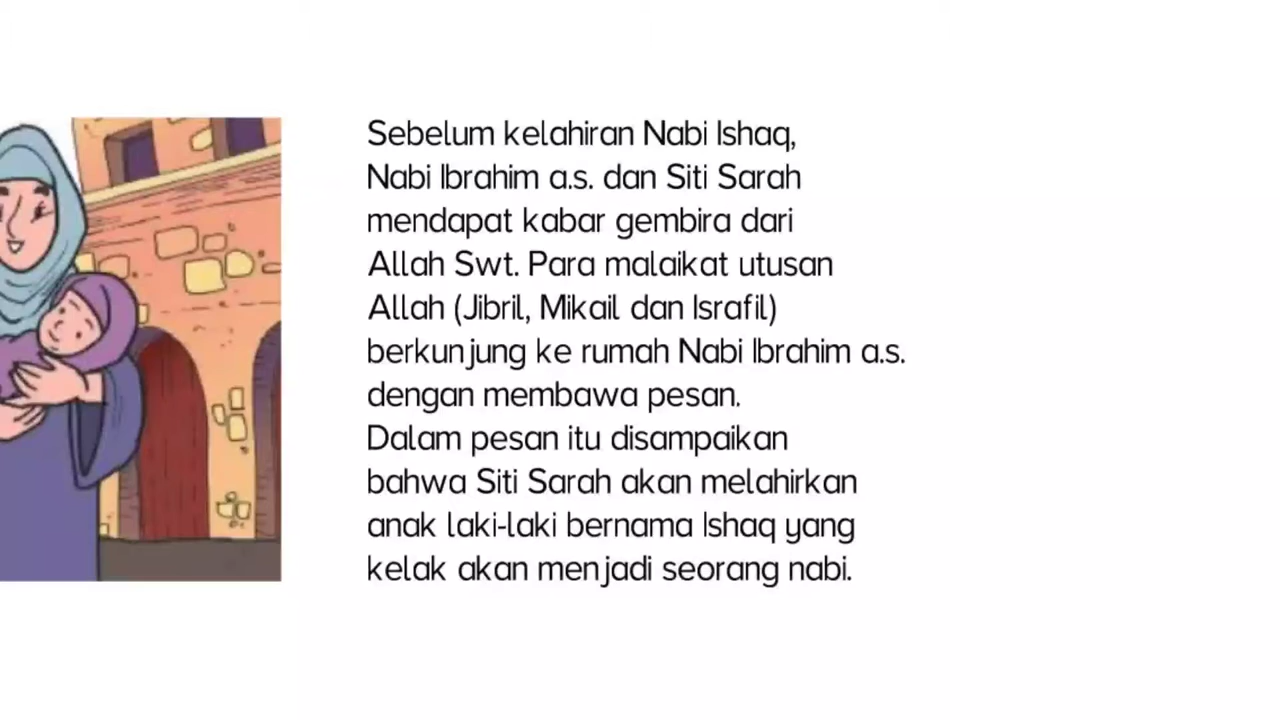 Sebelum kelahiran Nabi Ishaq,
Nabi Ibrahim a.s. dan Siti Sarah
mendapat kabar gembira dari
Allah Swt. Para malaikat utusan
Allah (Jibril, Mikail dan Israfil)
berkunjung ke rumah Nabi Ibrahim a.s.
dengan membawa pesan.
Dalam pesan itu disampaikan
bahwa Siti Sarah akan melahirkan
anak laki-laki bernama Ishaq yang
kelak akan menjadi seorang nabi.